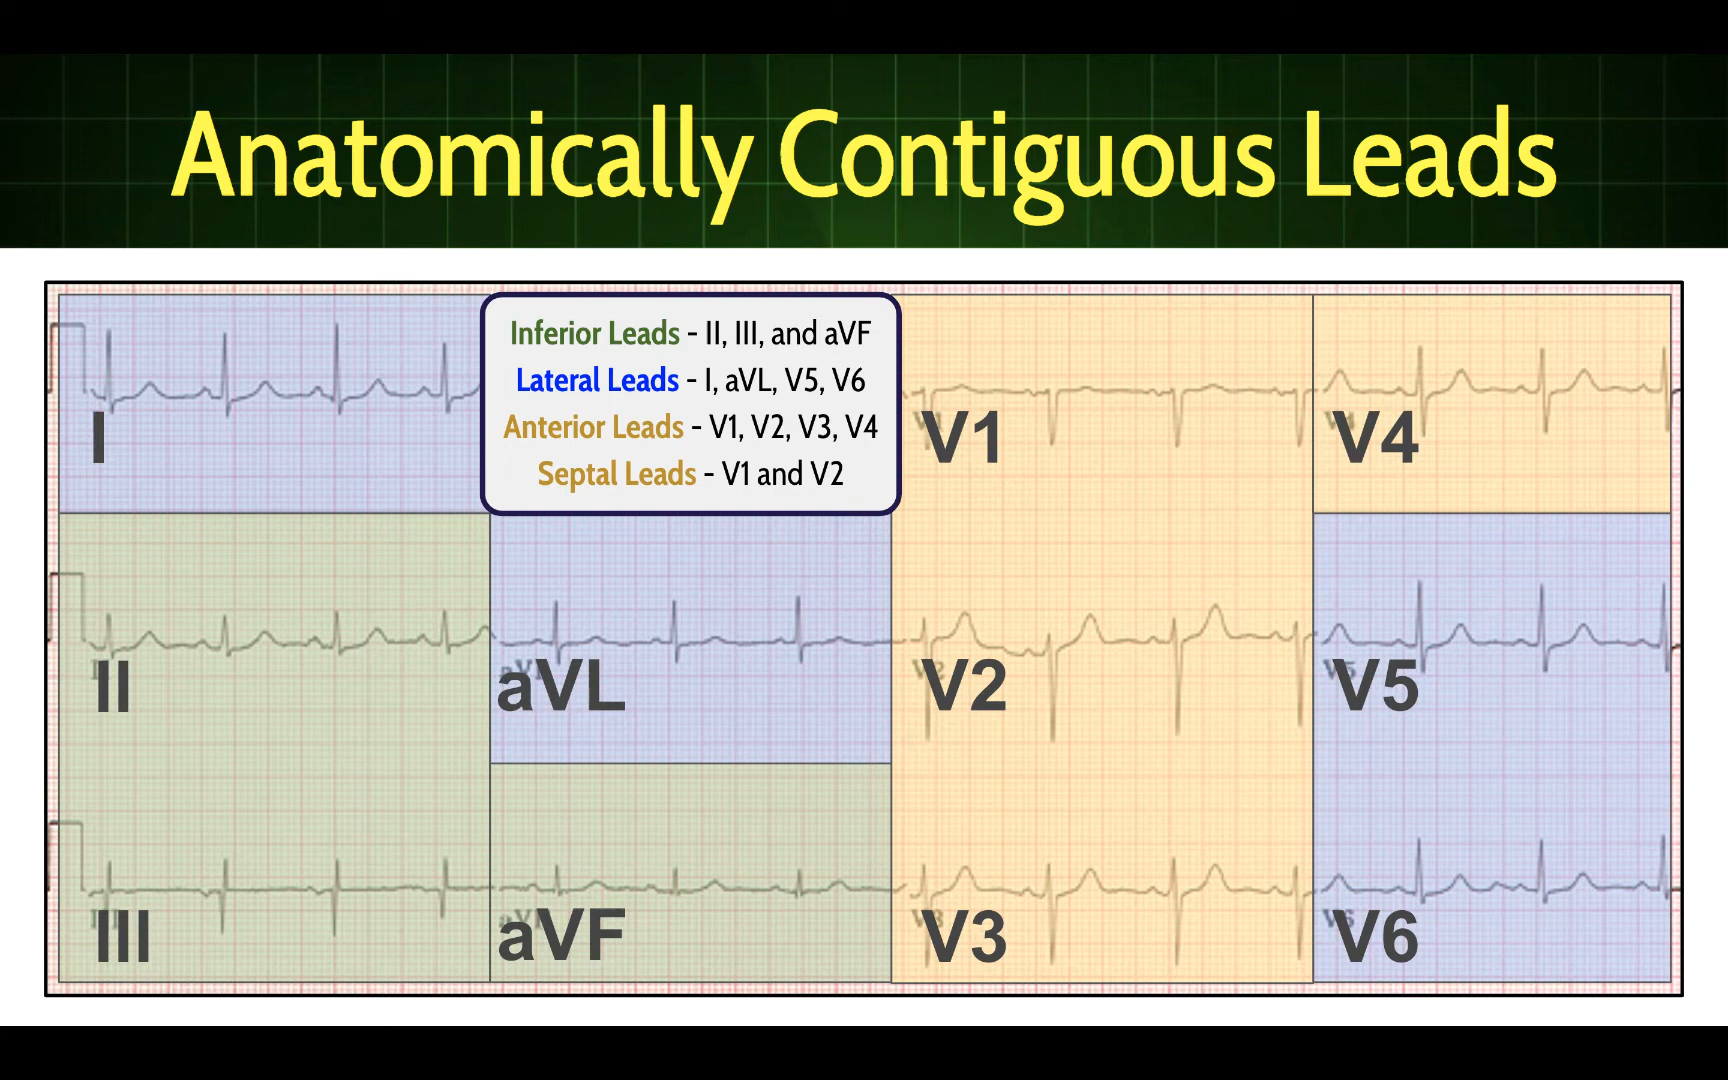 Anatomically Contiguous Leads
Inferior Leads - II, III, and aVF
Lateral Leads - I, aVL, V5, V6
Anterior Leads - V1, V2, V3, V4
Septal Leads - V1 and V2
I
V1
V4
II
aVL
V2
V5
III
aVF
V3
V6